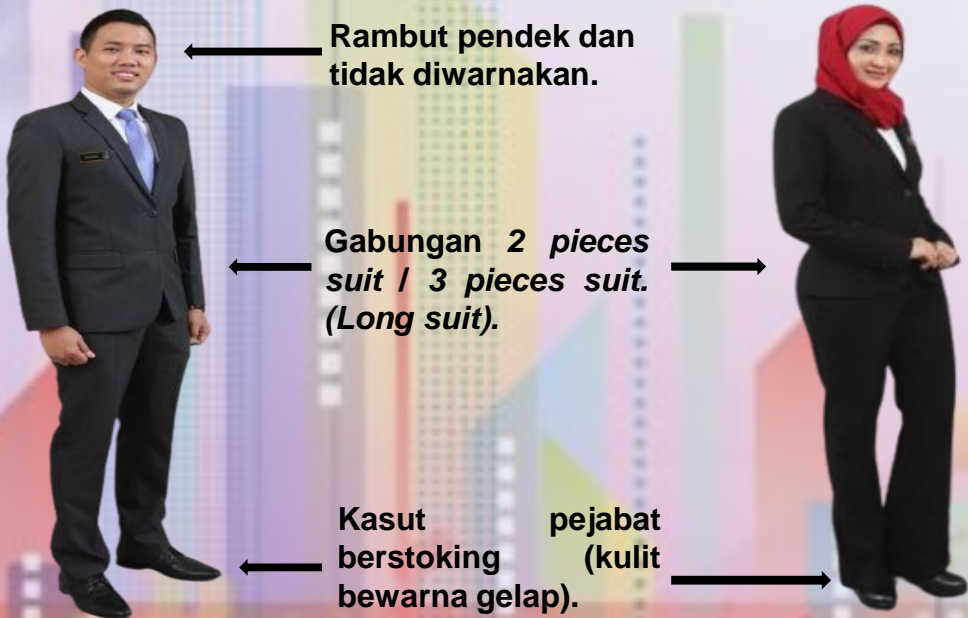 Rambut pendek dan
tidak diwarnakan.
Gabungan 2 pieces
suit / 3 pieces suit.
(Long suit).
Kasut pejabat
berstoking (kulit
bewarna gelap).